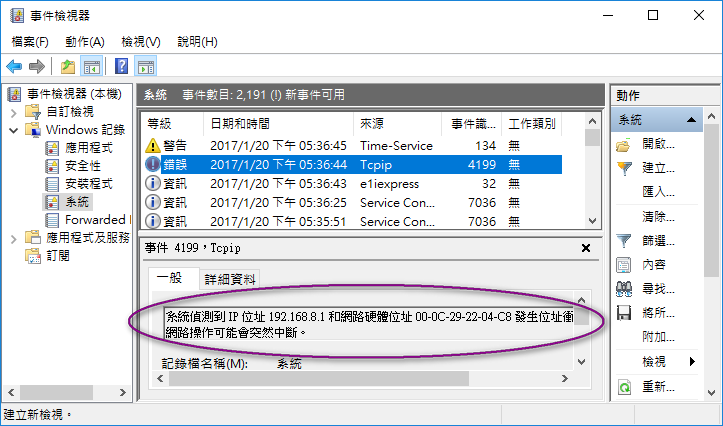 事件檢視器
檔案(F) 動作(A) 檢視(V) 說明(H)
事件檢視器 (本機)
自訂檢視
Windows 記錄
應用程式
安全性
安裝程式
系統
Forwarded
應用程式及服務
訂閱
系統 事件數目: 2,191 (!) 新事件可用
等級 日期和時間 來源 事件識... 工作類別
警告 2017/1/20 下午 05:36:45 Time-Service 134 無
錯誤 2017/1/20 下午 05:36:44 Tcpip 4199 無
資訊 2017/1/20 下午 05:36:43 e1iexpress 32 無
資訊 2017/1/20 下午 05:36:25 Service Con... 7036 無
資訊 2017/1/20 下午 05:35:51 Service Con... 7036 無
事件 4199，Tcpip
一般 詳細資料
系統偵測到 IP 位址 192.168.8.1 和網路硬體位址 00-0C-29-22-04-C8 發生位址衝
網路操作可能會突然中斷。
記錄檔名稱(M): 系統
動作
系統
開啟...
建立...
匯入...
清除...
篩選...
內容
尋找...
將所...
附加...
檢視
重新...
建立新檢視。